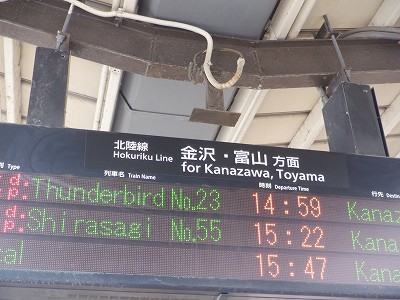 北陸線 金沢・富山 方面
Hokuriku Line for Kanazawa, Toyama
Type 列車名 Train Name 時刻 Departure Time 行先
Thunderbird No.23 14:59
Shirasagi No.55 15:22
15:47